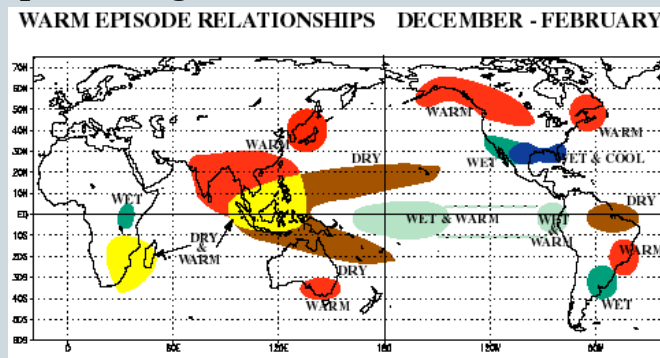 WARM EPISODE RELATIONSHIPS DECEMBER - FEBRUARY
70N
60N
50N
40N
30N
20N
10N
EQ
10S
20S
30S
40S
50S
60S
WARM
WARM
WARM
WET
WET & COOL
DRY
WET
WET & WARM
WET
&
WARM
DRY
DRY
&
WARM
DRY
WARM
WET
0
60E
120E
180
120W
60W